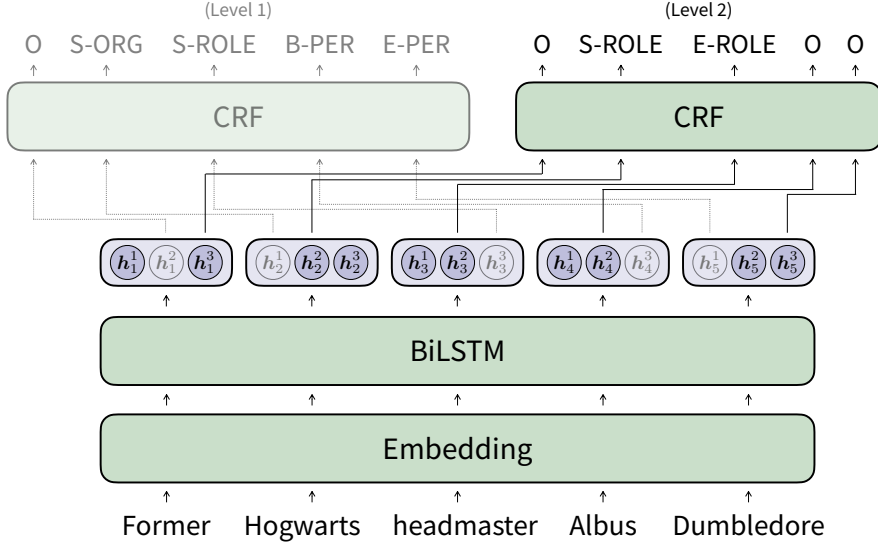 (Level 1) (Level 2)
O S-ORG S-ROLE B-PER E-PER O S-ROLE E-ROLE O O
CRF CRF
h₁¹ h₁² h₁³ h₂¹ h₂² h₂³ h₃¹ h₃² h₃³ h₄¹ h₄² h₄³ h₅¹ h₅² h₅³
BiLSTM
Embedding
Former Hogwarts headmaster Albus Dumbledore